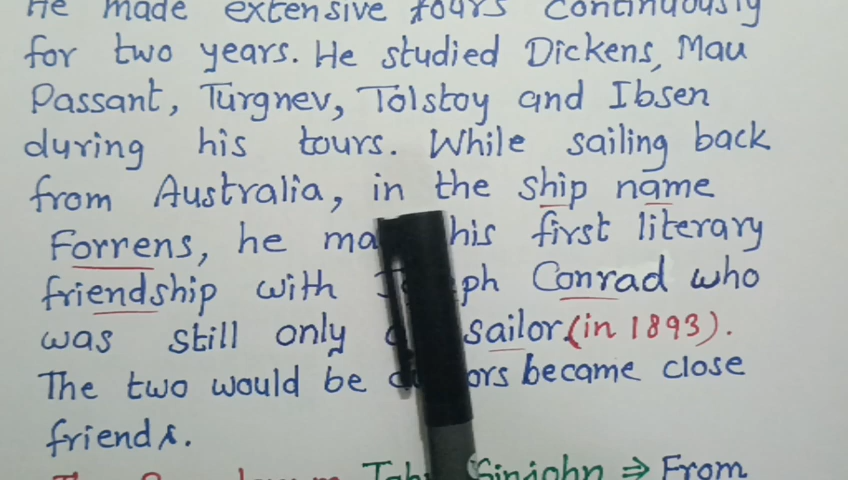 He made extensive tours continuously
for two years. He studied Dickens, Mau
Passant, Turgnev, Tolstoy and Ibsen
during his tours. While sailing back
from Australia, in the ship name
Forrens, he his first literary
friendship with Conrad who
was still only sailor. (in 1893).
The two would be became close
friends.
Sinjohn ⇒ From